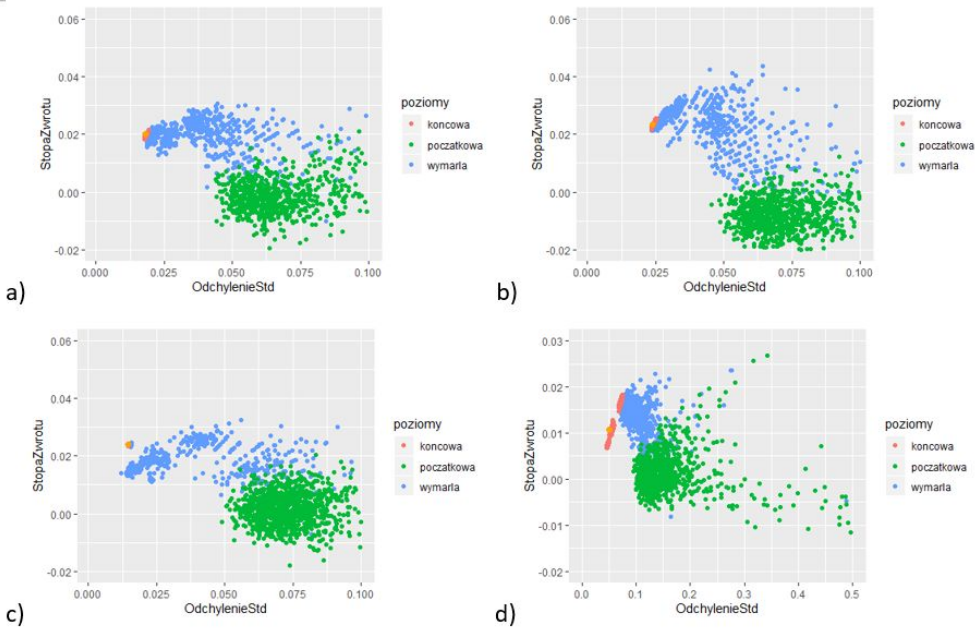 a)
StopaZwrotu
0.06
0.04
0.02
0.00
-0.02
0.000 0.025 0.050 0.075 0.100
OdchylenieStd
poziomy
koncowa
początkowa
wymarla
b)
StopaZwrotu
0.06
0.04
0.02
0.00
-0.02
0.000 0.025 0.050 0.075 0.100
OdchylenieStd
poziomy
koncowa
początkowa
wymarla
c)
StopaZwrotu
0.06
0.04
0.02
0.00
-0.02
0.000 0.025 0.050 0.075 0.100
OdchylenieStd
poziomy
koncowa
początkowa
wymarla
d)
StopaZwrotu
0.03
0.02
0.01
0.00
-0.01
-0.02
0.0 0.1 0.2 0.3 0.4 0.5
OdchylenieStd
poziomy
koncowa
początkowa
wymarla